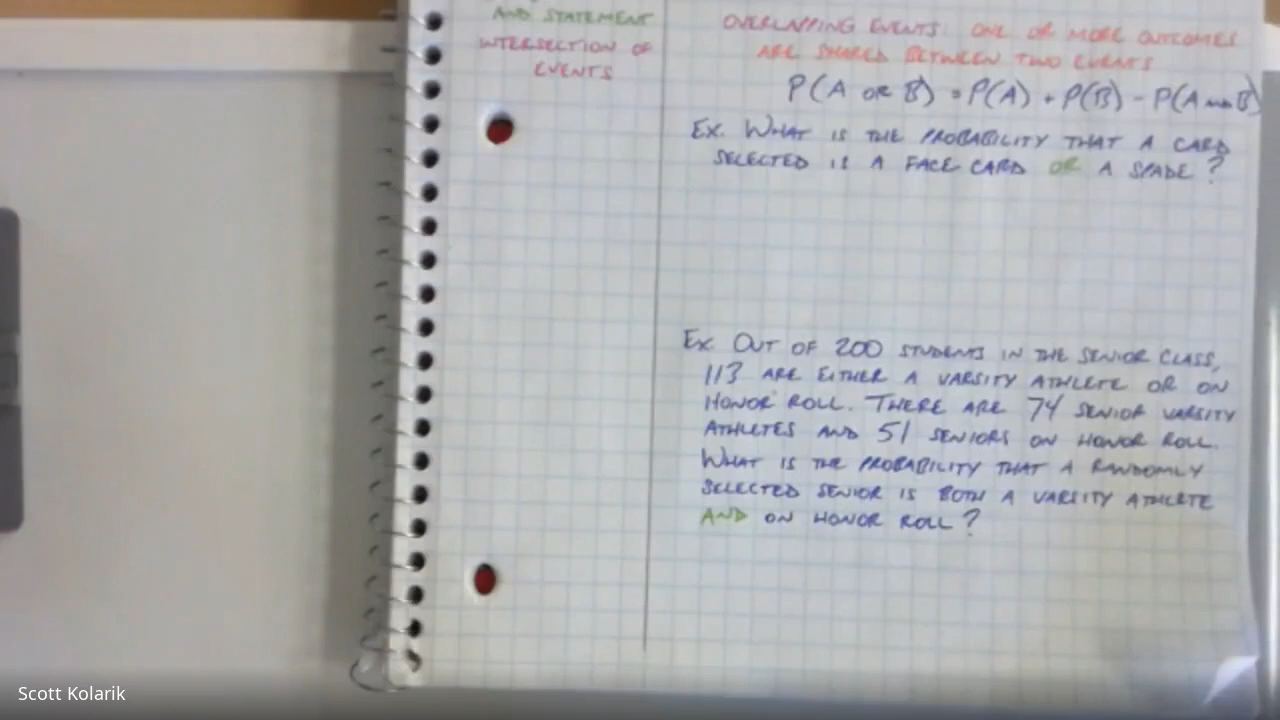 AND STATEMENT
INTERSECTION OF
EVENTS
OVERLAPPING EVENTS: ONE OR MORE OUTCOMES
ARE SHARED BETWEEN TWO EVENTS
P(A OR B) = P(A) + P(B) - P(A AND B)
EX. WHAT IS THE PROBABILITY THAT A CARD
SELECTED IS A FACE CARD OR A SPADE?
EX. OUT OF 200 STUDENTS IN THE SENIOR CLASS,
113 ARE EITHER A VARSITY ATHLETE OR ON
HONOR ROLL. THERE ARE 74 SENIOR VARSITY
ATHLETES AND 51 SENIORS ON HONOR ROLL.
WHAT IS THE PROBABILITY THAT A RANDOMLY
SELECTED SENIOR IS BOTH A VARSITY ATHLETE
AND ON HONOR ROLL?
Scott Kolarik